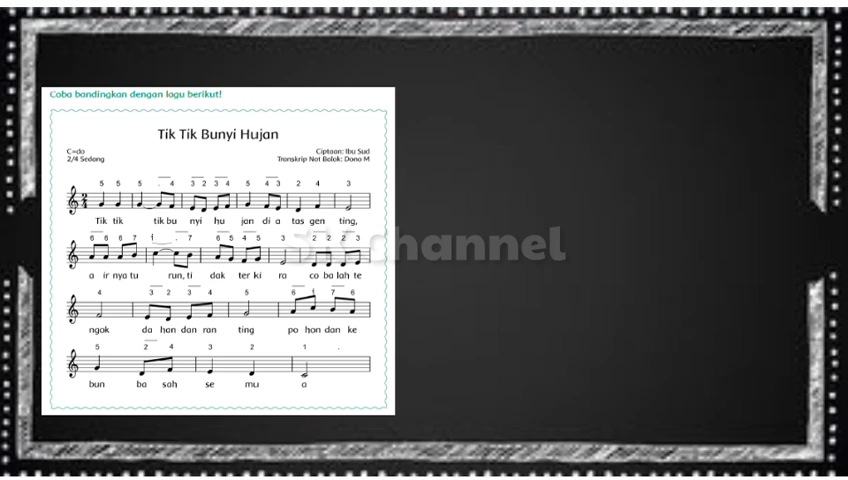 Coba bandingkan dengan lagu berikut!
Tik Tik Bunyi Hujan
C=do
Ciptaan: Ibu Sud
2/4 Sedang
Transkrip Not Balok: Dono M
5 5 5 . 4 3 2 3 4 5 4 3 2 4 3
Tik tik tik bu nyi hu jan di a tas gen ting,
6 6 6 7 i . 7 6 5 4 5 3 2 2 2 3
a ir nya tu run, ti dak ter ki ra co ba lah te
4 3 2 3 4 5 6 i 7 6
ngok da han dan ran ting po hon dan ke
5 2 4 3 2 1 .
bun ba sah se mu a
channel